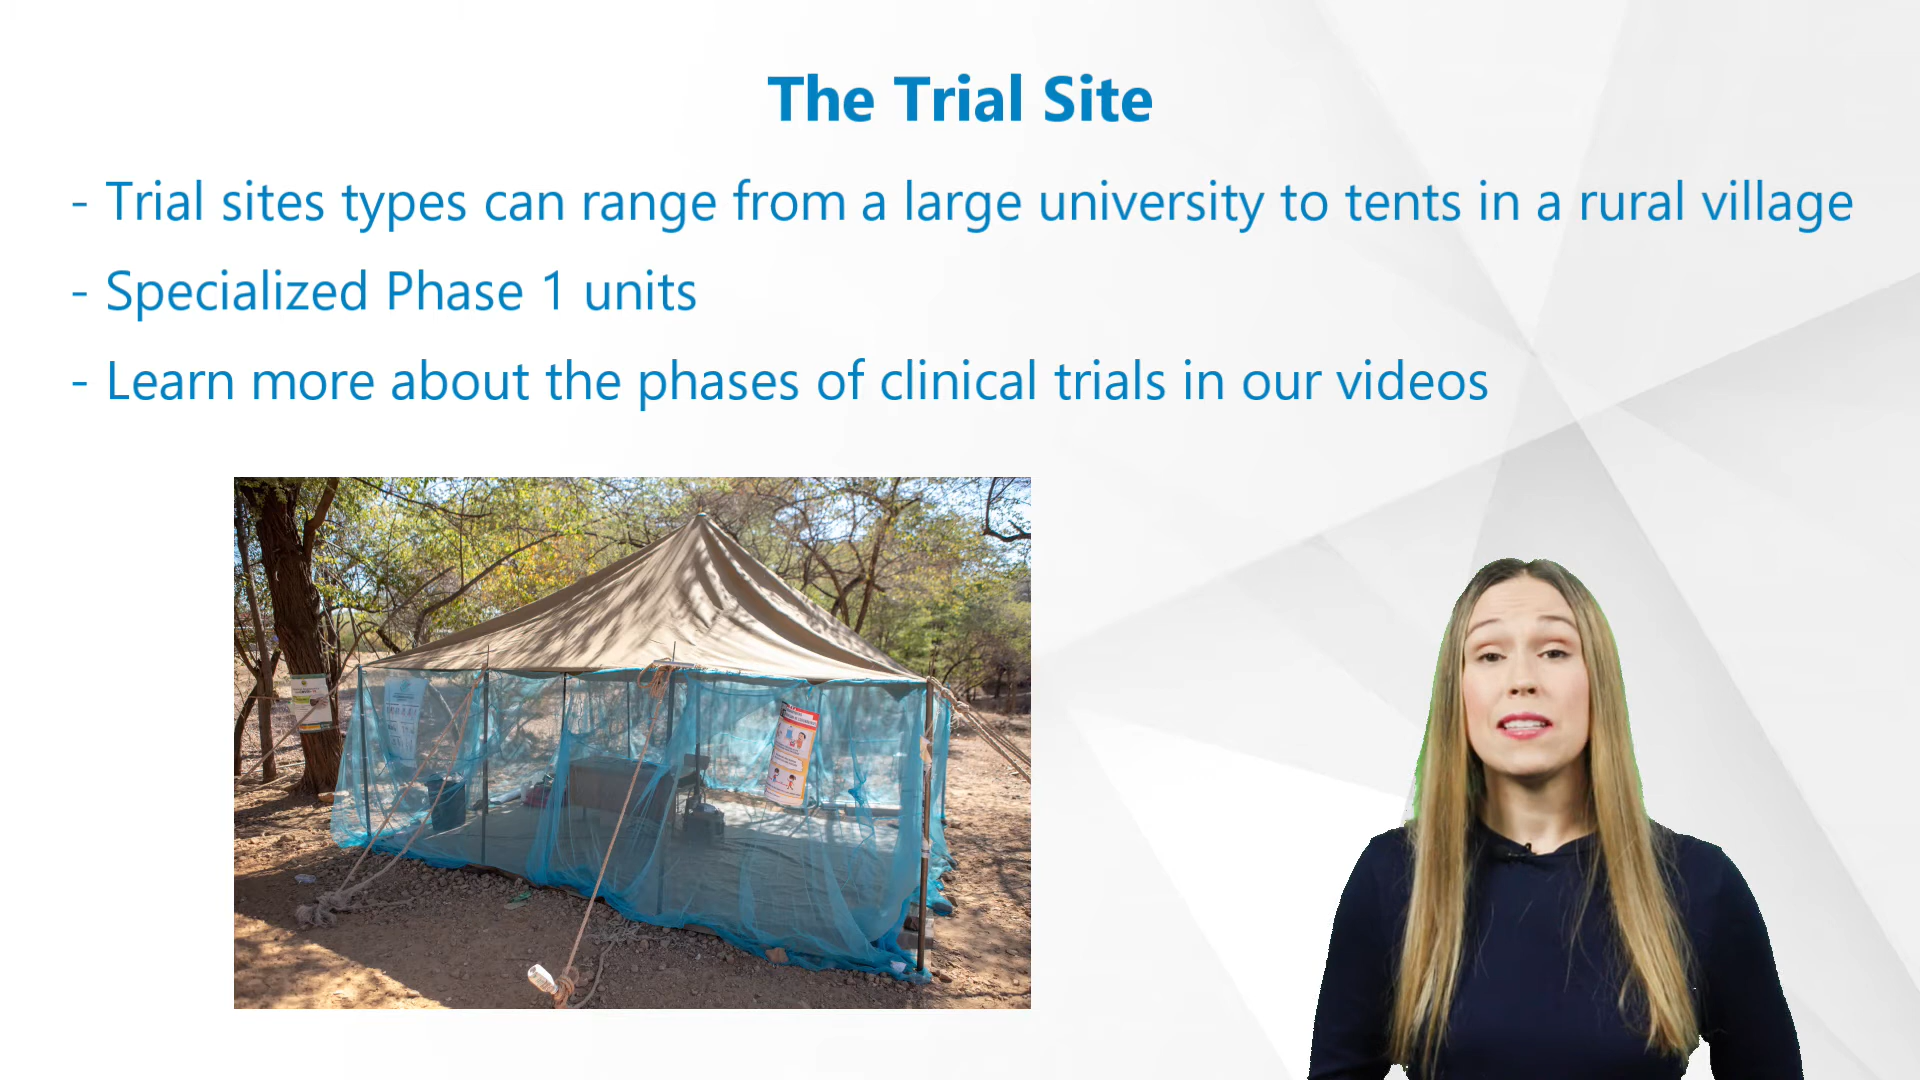 The Trial Site
- Trial sites types can range from a large university to tents in a rural village
- Specialized Phase 1 units
- Learn more about the phases of clinical trials in our videos